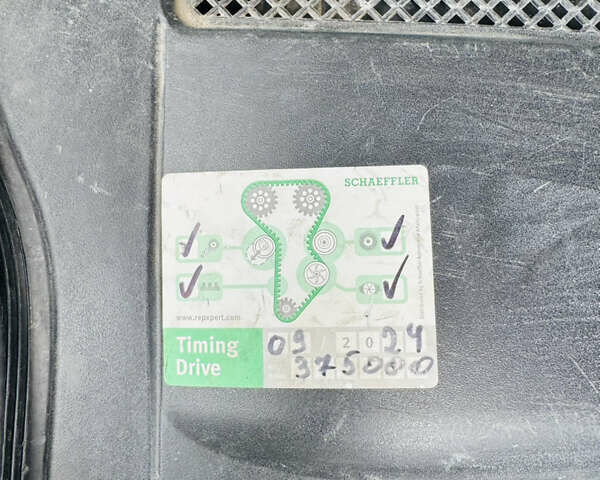 SCHAEFFLER
www.repxpert.com
Timing
Drive
09 / 2024
375000